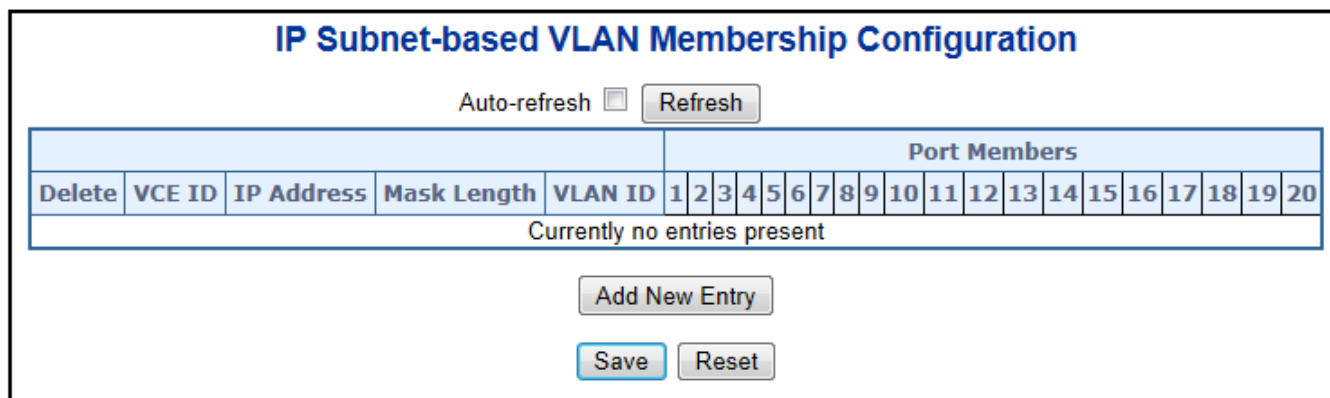 IP Subnet-based VLAN Membership Configuration
Auto-refresh Refresh
Port Members
Delete VCE ID IP Address Mask Length VLAN ID 1 2 3 4 5 6 7 8 9 10 11 12 13 14 15 16 17 18 19 20
Currently no entries present
Add New Entry
Save Reset